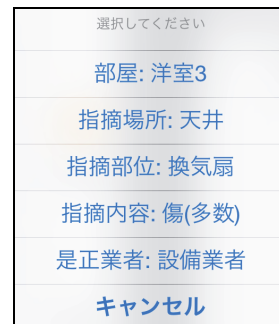 選択してください
部屋: 洋室3
指摘場所: 天井
指摘部位: 換気扇
指摘内容: 傷(多数)
是正業者: 設備業者
キャンセル